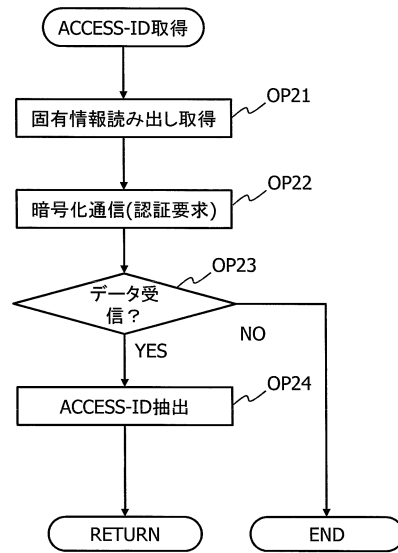 ACCESS-ID取得
OP21
固有情報読み出し取得
OP22
暗号化通信(認証要求)
OP23
データ受
信?
YES
NO
OP24
ACCESS-ID抽出
RETURN
END